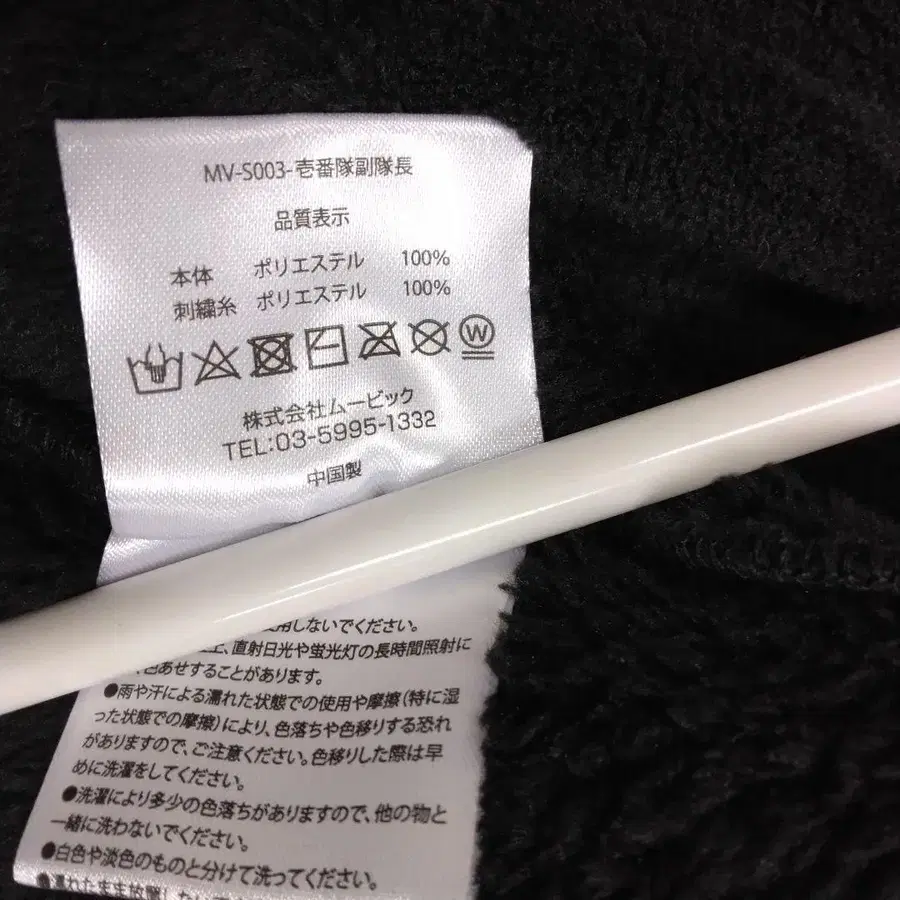 MV-S003-壱番隊副隊長
品質表示
本体 ポリエステル 100%
刺繍糸 ポリエステル 100%
W
株式会社ムービック
TEL:03-5995-1332
中国製
用しないでください。
上、直射日光や蛍光灯の長時間照射に
色あせすることがあります。
●雨や汗による濡れた状態での使用や摩擦(特に湿
った状態での摩擦)により、色落ちや色移りする恐れ
がありますので、ご注意ください。色移りした際は早
めに洗濯をしてください。
●洗濯により多少の色落ちがありますので、他の物と
一緒に洗わないでください。
●白色や淡色のものと分けて洗ってください。
●濡れたまま放置